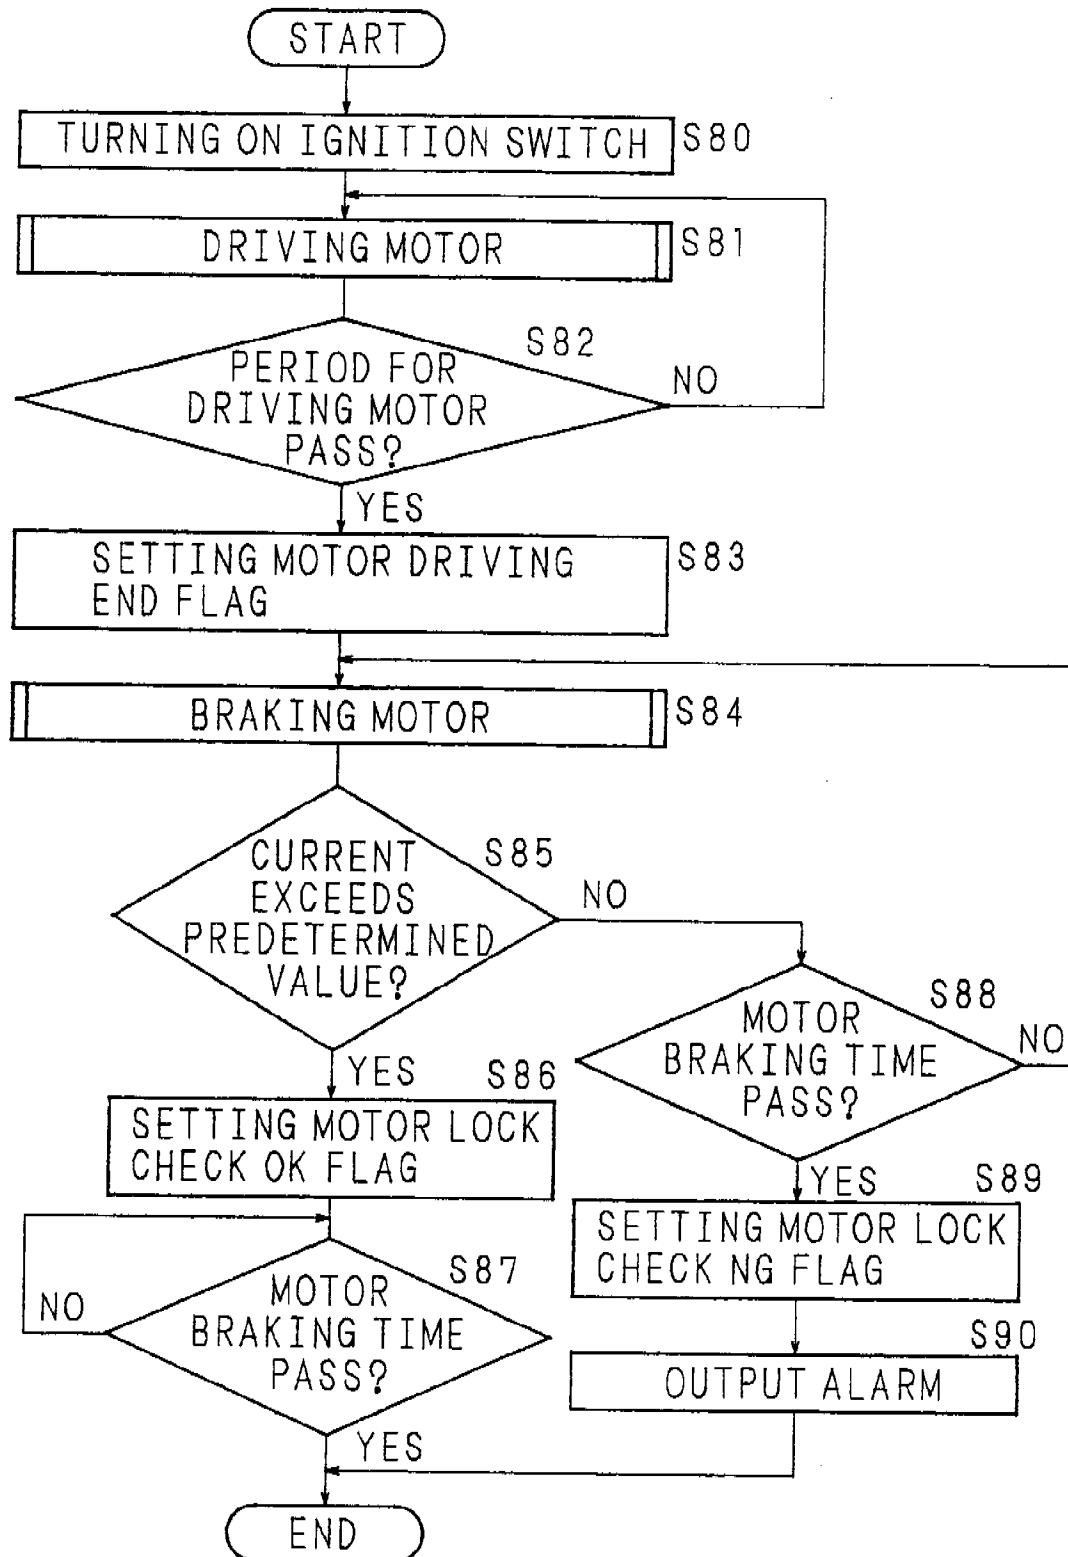 START
TURNING ON IGNITION SWITCH S80
DRIVING MOTOR S81
S82
PERIOD FOR
DRIVING MOTOR
PASS?
NO
YES
SETTING MOTOR DRIVING
END FLAG
S83
BRAKING MOTOR S84
S85
CURRENT
EXCEEDS
PREDETERMINED
VALUE?
NO
YES
S86
SETTING MOTOR LOCK
CHECK OK FLAG
S87
MOTOR
BRAKING TIME
PASS?
NO
YES
S88
MOTOR
BRAKING TIME
PASS?
NO
YES
S89
SETTING MOTOR LOCK
CHECK NG FLAG
S90
OUTPUT ALARM
END